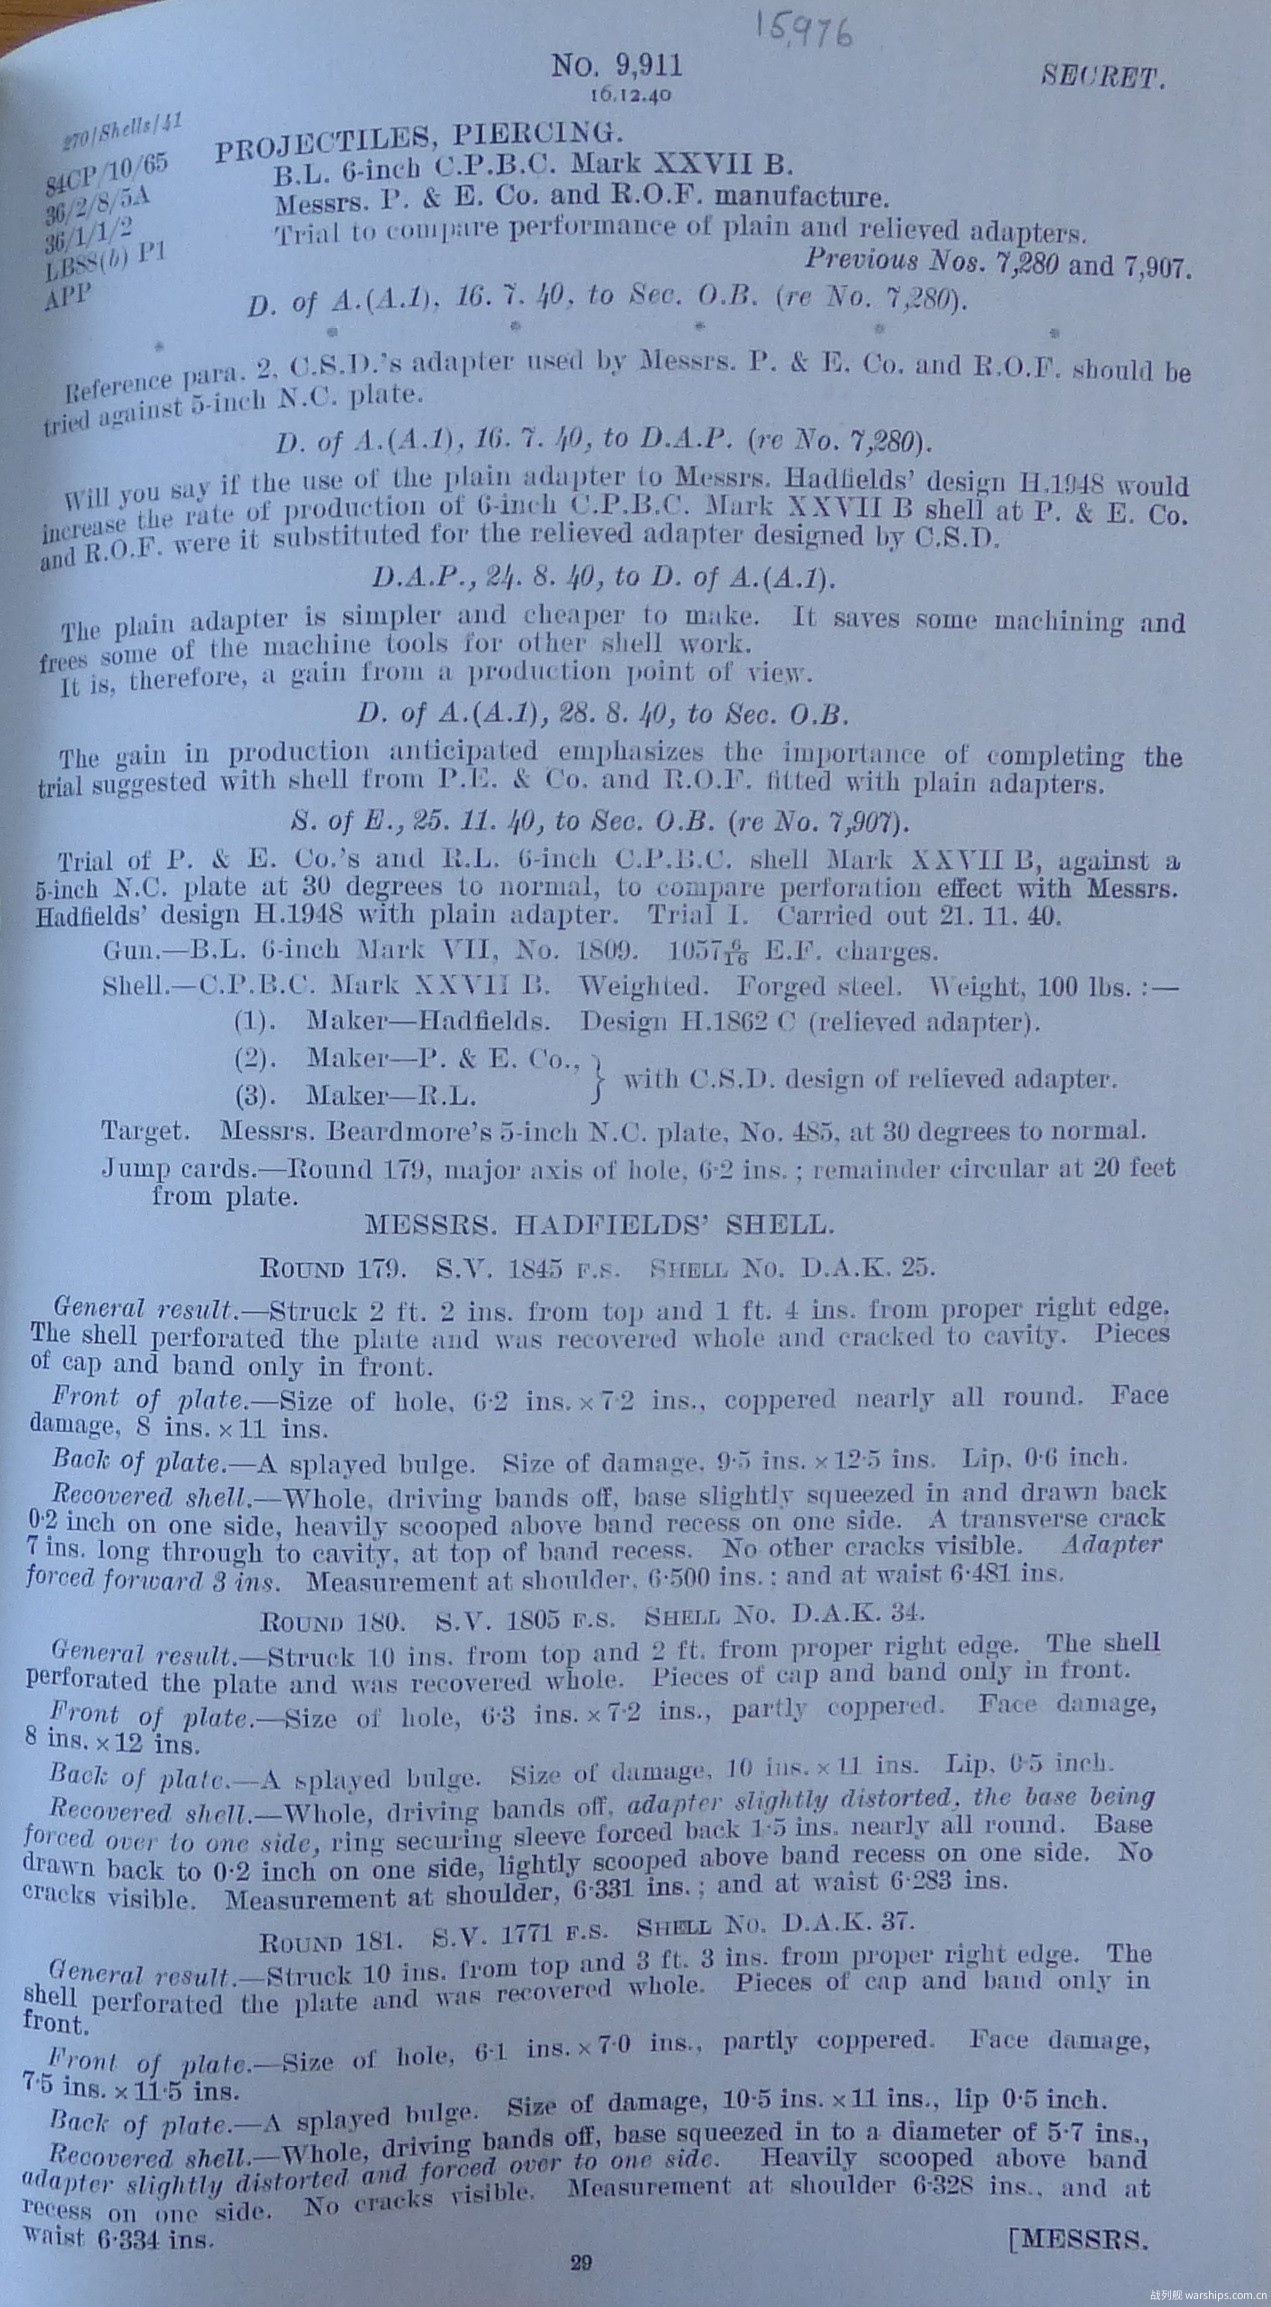 15,976
No. 9,911
SECRET.
16.12.40
270/Shells/41
84CP/10/65
36/2/8/5A
36/1/1/2
LBSS(b) P1
APP
PROJECTILES, PIERCING.
B.L. 6-inch C.P.B.C. Mark XXVII B.
Messrs. P. & E. Co. and R.O.F. manufacture.
Trial to compare performance of plain and relieved adapters.
Previous Nos. 7,280 and 7,907.
D. of A.(A.1), 16. 7. 40, to Sec. O.B. (re No. 7,280).
* * * * * *
Reference para. 2, C.S.D.'s adapter used by Messrs. P. & E. Co. and R.O.F. should be
tried against 5-inch N.C. plate.
D. of A.(A.1), 16. 7. 40, to D.A.P. (re No. 7,280).
Will you say if the use of the plain adapter to Messrs. Hadfields' design H.1948 would
increase the rate of production of 6-inch C.P.B.C. Mark XXVII B shell at P. & E. Co.
and R.O.F. were it substituted for the relieved adapter designed by C.S.D.
D.A.P., 24. 8. 40, to D. of A.(A.1).
The plain adapter is simpler and cheaper to make. It saves some machining and
frees some of the machine tools for other shell work.
It is, therefore, a gain from a production point of view.
D. of A.(A.1), 28. 8. 40, to Sec. O.B.
The gain in production anticipated emphasizes the importance of completing the
trial suggested with shell from P.E. & Co. and R.O.F. fitted with plain adapters.
S. of E., 25. 11. 40, to Sec. O.B. (re No. 7,907).
Trial of P. & E. Co.'s and R.L. 6-inch C.P.B.C. shell Mark XXVII B, against a
5-inch N.C. plate at 30 degrees to normal, to compare perforation effect with Messrs.
Hadfields' design H.1948 with plain adapter. Trial I. Carried out 21. 11. 40.
Gun.—B.L. 6-inch Mark VII, No. 1809. 1057 6/16 E.F. charges.
Shell.—C.P.B.C. Mark XXVII B. Weighted. Forged steel. Weight, 100 lbs. :—
(1). Maker—Hadfields. Design H.1862 C (relieved adapter).
(2). Maker—P. & E. Co.,
(3). Maker—R.L.
} with C.S.D. design of relieved adapter.
Target. Messrs. Beardmore's 5-inch N.C. plate, No. 485, at 30 degrees to normal.
Jump cards.—Round 179, major axis of hole, 6·2 ins. ; remainder circular at 20 feet
from plate.
MESSRS. HADFIELDS' SHELL.
ROUND 179. S.V. 1845 F.S. SHELL No. D.A.K. 25.
General result.—Struck 2 ft. 2 ins. from top and 1 ft. 4 ins. from proper right edge.
The shell perforated the plate and was recovered whole and cracked to cavity. Pieces
of cap and band only in front.
Front of plate.—Size of hole, 6·2 ins. × 7·2 ins., coppered nearly all round. Face
damage, 8 ins. × 11 ins.
Back of plate.—A splayed bulge. Size of damage, 9·5 ins. × 12·5 ins. Lip, 0·6 inch.
Recovered shell.—Whole, driving bands off, base slightly squeezed in and drawn back
0·2 inch on one side, heavily scooped above band recess on one side. A transverse crack
7 ins. long through to cavity, at top of band recess. No other cracks visible. Adapter
forced forward 3 ins. Measurement at shoulder, 6·500 ins. ; and at waist 6·481 ins.
ROUND 180. S.V. 1805 F.S. SHELL No. D.A.K. 34.
General result.—Struck 10 ins. from top and 2 ft. from proper right edge. The shell
perforated the plate and was recovered whole. Pieces of cap and band only in front.
Front of plate.—Size of hole, 6·3 ins. × 7·2 ins., partly coppered. Face damage,
8 ins. × 12 ins.
Back of plate.—A splayed bulge. Size of damage, 10 ins. × 11 ins. Lip, 0·5 inch.
Recovered shell.—Whole, driving bands off, adapter slightly distorted, the base being
forced over to one side, ring securing sleeve forced back 1·5 ins. nearly all round. Base
drawn back to 0·2 inch on one side, lightly scooped above band recess on one side. No
cracks visible. Measurement at shoulder, 6·331 ins. ; and at waist 6·283 ins.
ROUND 181. S.V. 1771 F.S. SHELL No. D.A.K. 37.
General result.—Struck 10 ins. from top and 3 ft. 3 ins. from proper right edge. The
shell perforated the plate and was recovered whole. Pieces of cap and band only in
front.
Front of plate.—Size of hole, 6·1 ins. × 7·0 ins., partly coppered. Face damage,
7·5 ins. × 11·5 ins.
Back of plate.—A splayed bulge. Size of damage, 10·5 ins. × 11 ins., lip 0·5 inch.
Recovered shell.—Whole, driving bands off, base squeezed in to a diameter of 5·7 ins.,
adapter slightly distorted and forced over to one side. Heavily scooped above band
recess on one side. No cracks visible. Measurement at shoulder 6·328 ins., and at
waist 6·334 ins.
[MESSRS.
29
战列舰 warships.com.cn